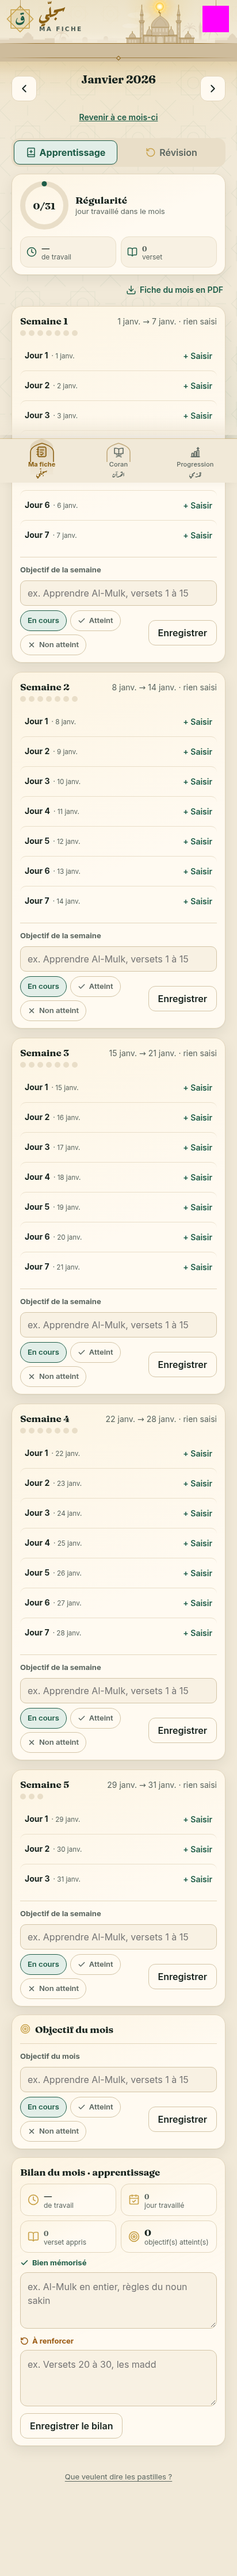 سجلي
MA FICHE
Janvier 2026
Revenir à ce mois-ci
Apprentissage
Révision
0/31
Régularité
jour travaillé dans le mois
—
de travail
0
verset
Fiche du mois en PDF
Semaine 1
1 janv. → 7 janv. · rien saisi
Jour 1 · 1 janv.
+ Saisir
Jour 2 · 2 janv.
+ Saisir
Jour 3 · 3 janv.
+ Saisir
Ma fiche
Coran
Progression
سجلي
القرآن
تقدمي
Jour 6 · 6 janv.
+ Saisir
Jour 7 · 7 janv.
+ Saisir
Objectif de la semaine
ex. Apprendre Al-Mulk, versets 1 à 15
En cours
Atteint
Non atteint
Enregistrer
Semaine 2
8 janv. → 14 janv. · rien saisi
Jour 1 · 8 janv.
+ Saisir
Jour 2 · 9 janv.
+ Saisir
Jour 3 · 10 janv.
+ Saisir
Jour 4 · 11 janv.
+ Saisir
Jour 5 · 12 janv.
+ Saisir
Jour 6 · 13 janv.
+ Saisir
Jour 7 · 14 janv.
+ Saisir
Objectif de la semaine
ex. Apprendre Al-Mulk, versets 1 à 15
En cours
Atteint
Non atteint
Enregistrer
Semaine 3
15 janv. → 21 janv. · rien saisi
Jour 1 · 15 janv.
+ Saisir
Jour 2 · 16 janv.
+ Saisir
Jour 3 · 17 janv.
+ Saisir
Jour 4 · 18 janv.
+ Saisir
Jour 5 · 19 janv.
+ Saisir
Jour 6 · 20 janv.
+ Saisir
Jour 7 · 21 janv.
+ Saisir
Objectif de la semaine
ex. Apprendre Al-Mulk, versets 1 à 15
En cours
Atteint
Non atteint
Enregistrer
Semaine 4
22 janv. → 28 janv. · rien saisi
Jour 1 · 22 janv.
+ Saisir
Jour 2 · 23 janv.
+ Saisir
Jour 3 · 24 janv.
+ Saisir
Jour 4 · 25 janv.
+ Saisir
Jour 5 · 26 janv.
+ Saisir
Jour 6 · 27 janv.
+ Saisir
Jour 7 · 28 janv.
+ Saisir
Objectif de la semaine
ex. Apprendre Al-Mulk, versets 1 à 15
En cours
Atteint
Non atteint
Enregistrer
Semaine 5
29 janv. → 31 janv. · rien saisi
Jour 1 · 29 janv.
+ Saisir
Jour 2 · 30 janv.
+ Saisir
Jour 3 · 31 janv.
+ Saisir
Objectif de la semaine
ex. Apprendre Al-Mulk, versets 1 à 15
En cours
Atteint
Non atteint
Enregistrer
Objectif du mois
Objectif du mois
ex. Apprendre Al-Mulk, versets 1 à 15
En cours
Atteint
Non atteint
Enregistrer
Bilan du mois · apprentissage
—
de travail
0
jour travaillé
0
verset appris
0
objectif(s) atteint(s)
Bien mémorisé
ex. Al-Mulk en entier, règles du noun
sakin
À renforcer
ex. Versets 20 à 30, les madd
Enregistrer le bilan
Que veulent dire les pastilles ?